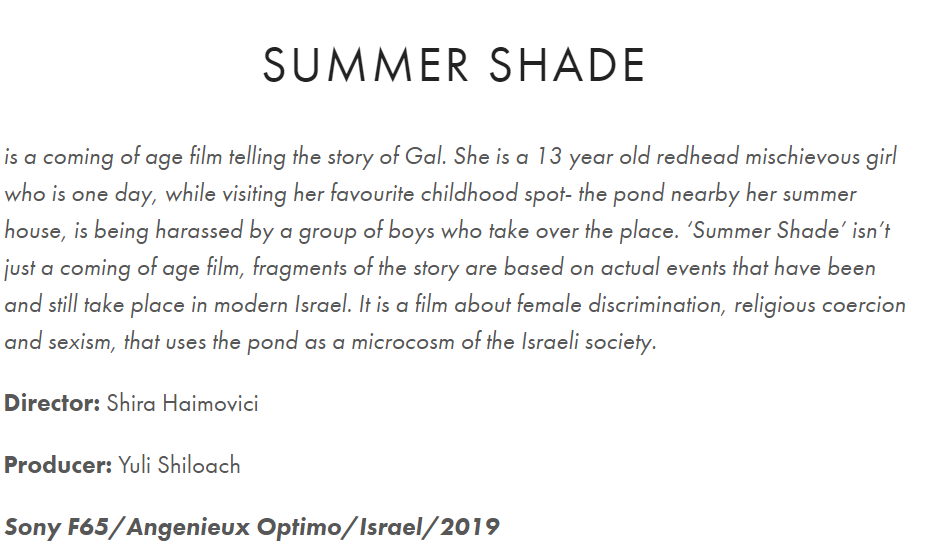 SUMMER SHADE
is a coming of age film telling the story of Gal. She is a 13 year old redhead mischievous girl
who is one day, while visiting her favourite childhood spot- the pond nearby her summer
house, is being harassed by a group of boys who take over the place. ‘Summer Shade’ isn’t
just a coming of age film, fragments of the story are based on actual events that have been
and still take place in modern Israel. It is a film about female discrimination, religious coercion
and sexism, that uses the pond as a microcosm of the Israeli society.
Director: Shira Haimovici
Producer: Yuli Shiloach
Sony F65/Angenieux Optimo/Israel/2019